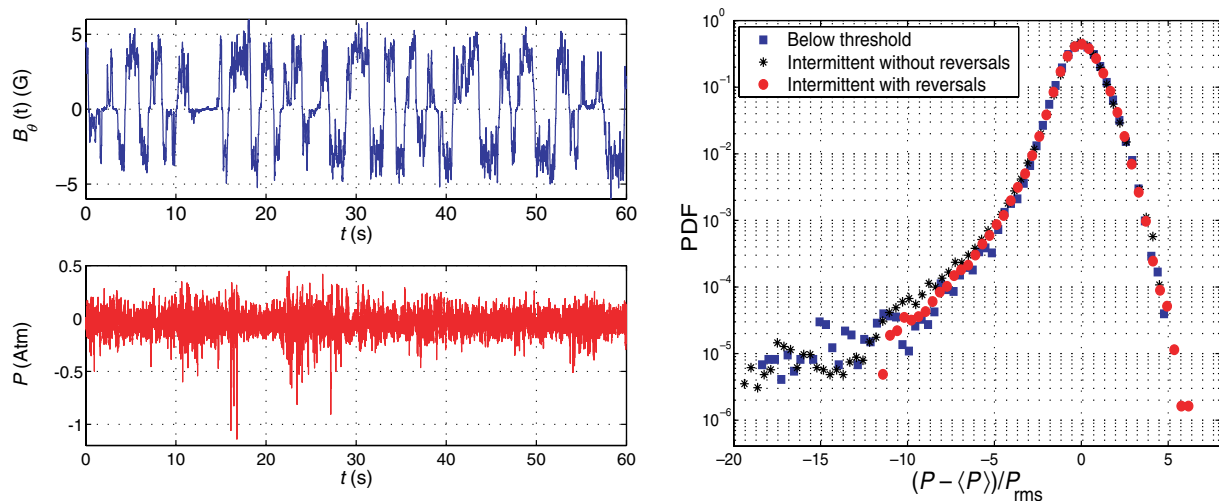 B_θ (t) (G)
5
0
−5
0 10 20 30 40 50 60
t (s)
P (Atm)
0.5
0
−0.5
−1
0 10 20 30 40 50 60
t (s)
PDF
10^0
10^−1
10^−2
10^−3
10^−4
10^−5
10^−6
Below threshold
Intermittent without reversals
Intermittent with reversals
−20 −15 −10 −5 0 5
(P − ⟨P⟩)/P_rms